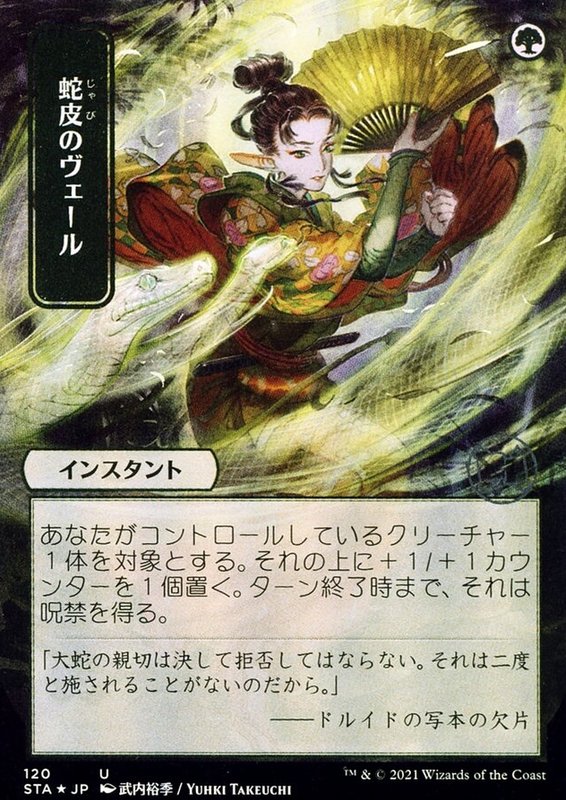 蛇皮のヴェール
じゃび
インスタント
あなたがコントロールしているクリーチャー
1体を対象とする。それの上に+1/+1カウ
ンターを1個置く。ターン終了時まで、それは
呪禁を得る。
「大蛇の親切は決して拒否してはならない。それは二度
と施されることがないのだから。」
──ドルイドの写本の欠片
120 U
STA★JP 武内裕季 / YUHKI TAKEUCHI
™ & © 2021 Wizards of the Coast